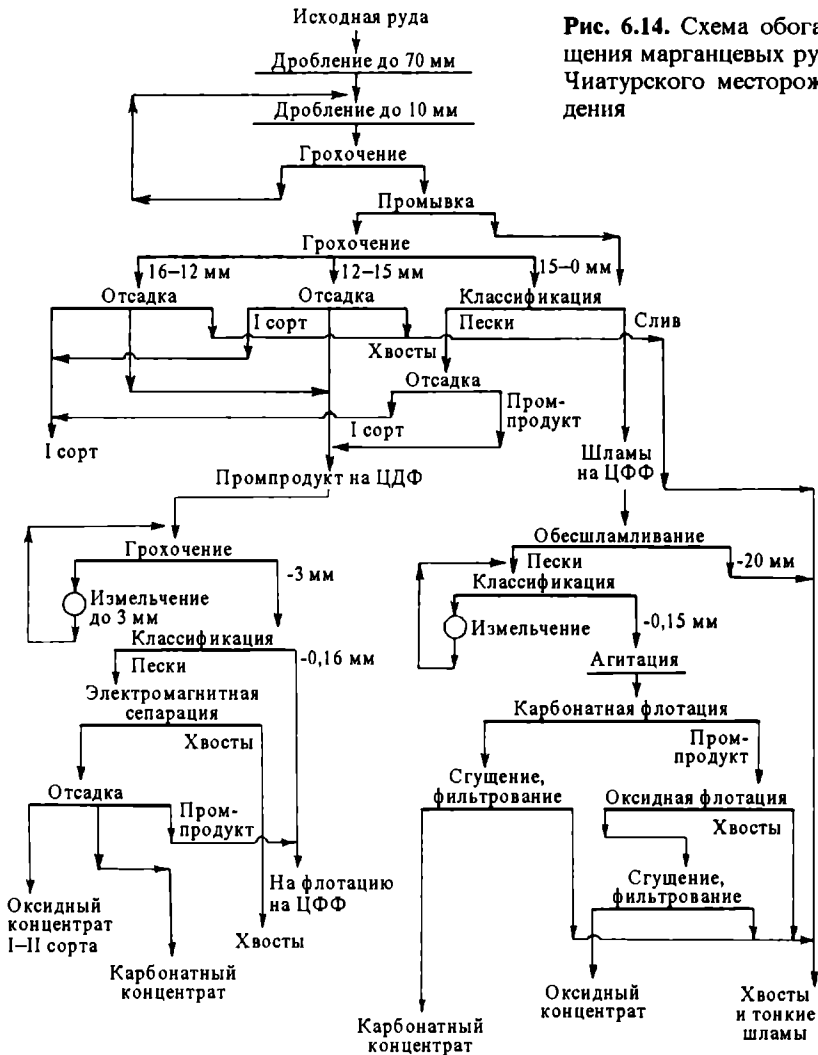 Исходная руда
Рис. 6.14. Схема обога-
щения марганцевых ру
Чиатурского месторож-
дения
Дробление до 70 мм
Дробление до 10 мм
Грохочение
Промывка
Грохочение
16–12 мм
12–15 мм
15–0 мм
Отсадка
Отсадка
Классификация
I сорт
Пески
Слив
Хвосты
Отсадка
Пром-
продукт
I сорт
I сорт
Шламы
на ЦФФ
Промпродукт на ЦДФ
Обесшламливание
Грохочение
Пески
-20 мм
-3 мм
Классификация
Измельчение
до 3 мм
Измельчение
-0,15 мм
Классификация
Пески
-0,16 мм
Агитация
Электромагнитная
сепарация
Карбонатная флотация
Хвосты
Пром-
продукт
Отсадка
Сгущение,
фильтрование
Оксидная флотация
Пром-
продукт
Хвосты
Сгущение,
фильтрование
На флотацию
на ЦФФ
Оксидный
концентрат
I–II сорта
Хвосты
Карбонатный
концентрат
Оксидный
концентрат
Хвосты
и тонкие
шламы
Карбонатный
концентрат